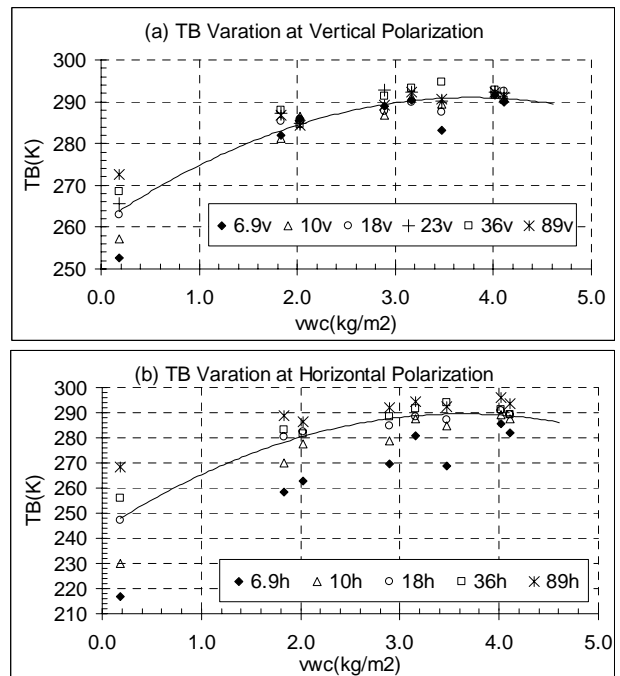 (a) TB Varation at Vertical Polarization
300
290
280
270
260
250
TB(K)
6.9v 10v 18v 23v 36v 89v
0.0 1.0 2.0 3.0 4.0 5.0
vwc(kg/m2)
(b) TB Varation at Horizontal Polarization
300
290
280
270
260
250
240
230
220
210
TB(K)
6.9h 10h 18h 36h 89h
0.0 1.0 2.0 3.0 4.0 5.0
vwc(kg/m2)